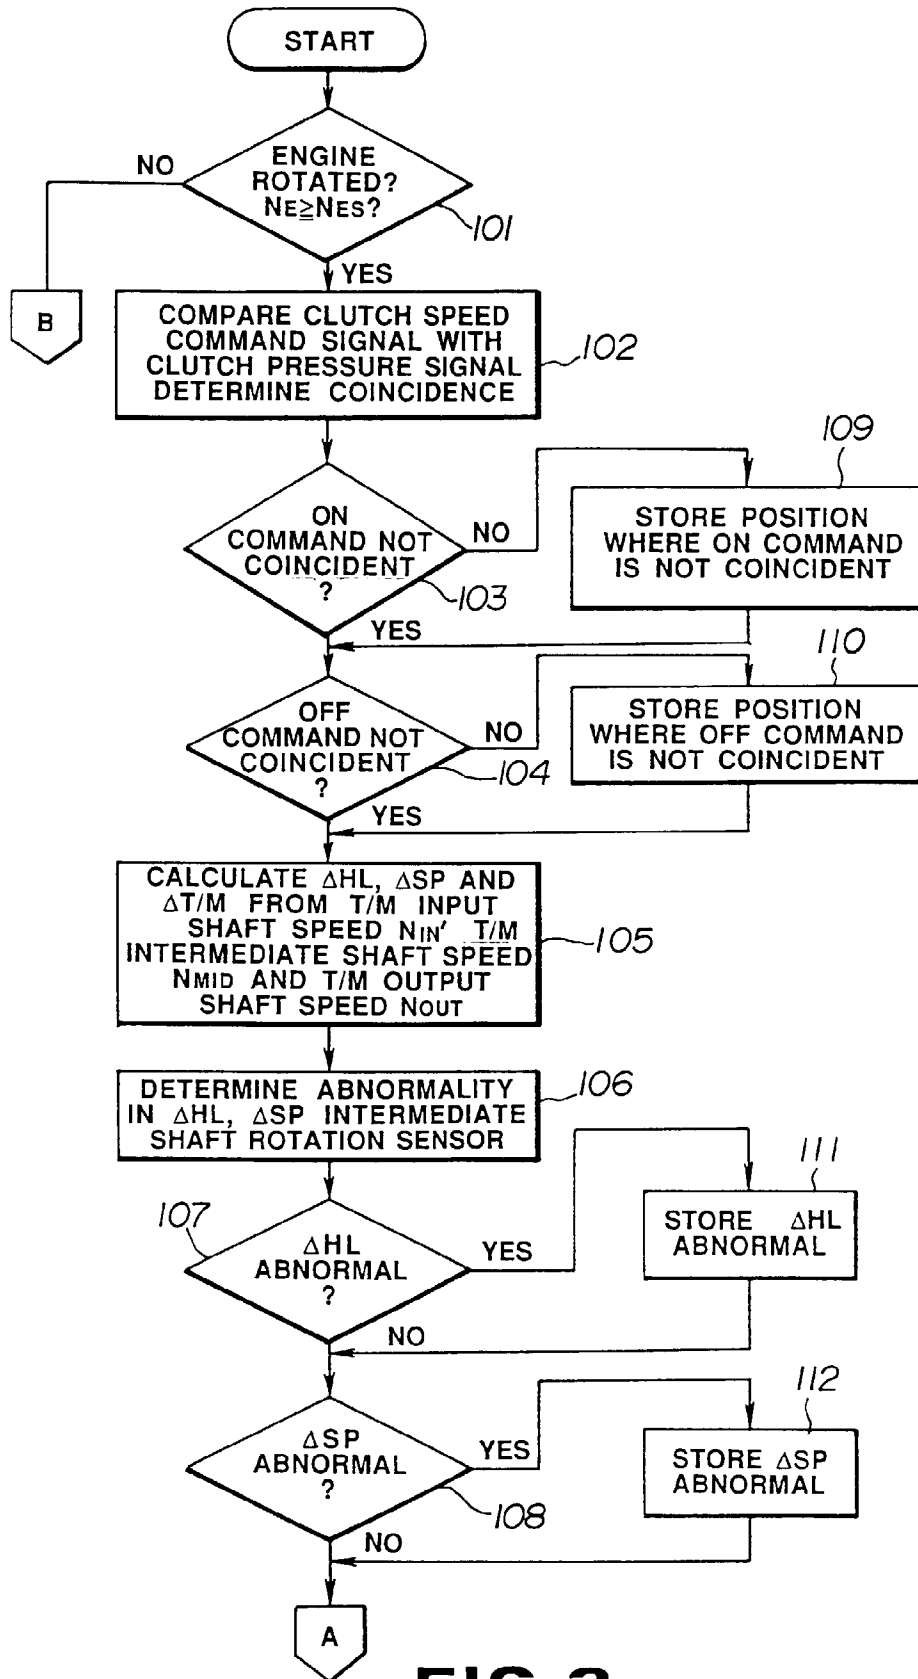 START
ENGINE
ROTATED?
NE≧NES?
NO
101
YES
B
COMPARE CLUTCH SPEED
COMMAND SIGNAL WITH
CLUTCH PRESSURE SIGNAL
DETERMINE COINCIDENCE
102
ON
COMMAND NOT
COINCIDENT
?
NO
103
YES
109
STORE POSITION
WHERE ON COMMAND
IS NOT COINCIDENT
OFF
COMMAND NOT
COINCIDENT
?
NO
104
YES
110
STORE POSITION
WHERE OFF COMMAND
IS NOT COINCIDENT
CALCULATE ΔHL, ΔSP AND
ΔT/M FROM T/M INPUT
SHAFT SPEED NIN' T/M
INTERMEDIATE SHAFT SPEED
NMID AND T/M OUTPUT
SHAFT SPEED NOUT
105
DETERMINE ABNORMALITY
IN ΔHL, ΔSP INTERMEDIATE
SHAFT ROTATION SENSOR
106
107
ΔHL
ABNORMAL
?
YES
NO
111
STORE ΔHL
ABNORMAL
ΔSP
ABNORMAL
?
YES
108
NO
112
STORE ΔSP
ABNORMAL
A